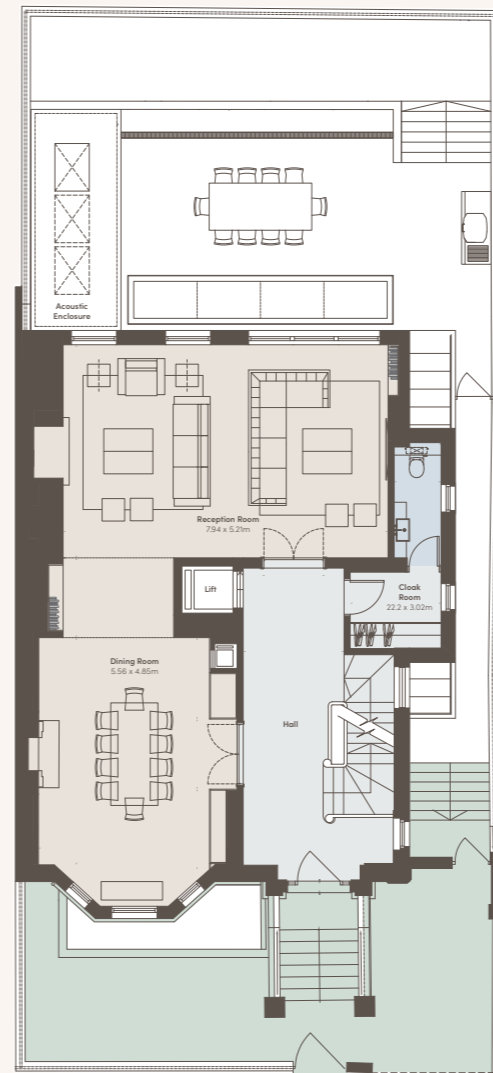 Acoustic
Enclosure
Reception Room
7.94 x 5.21m
Lift
Cloak
Room
22.2 x 3.02m
Dining Room
5.56 x 4.85m
Hall